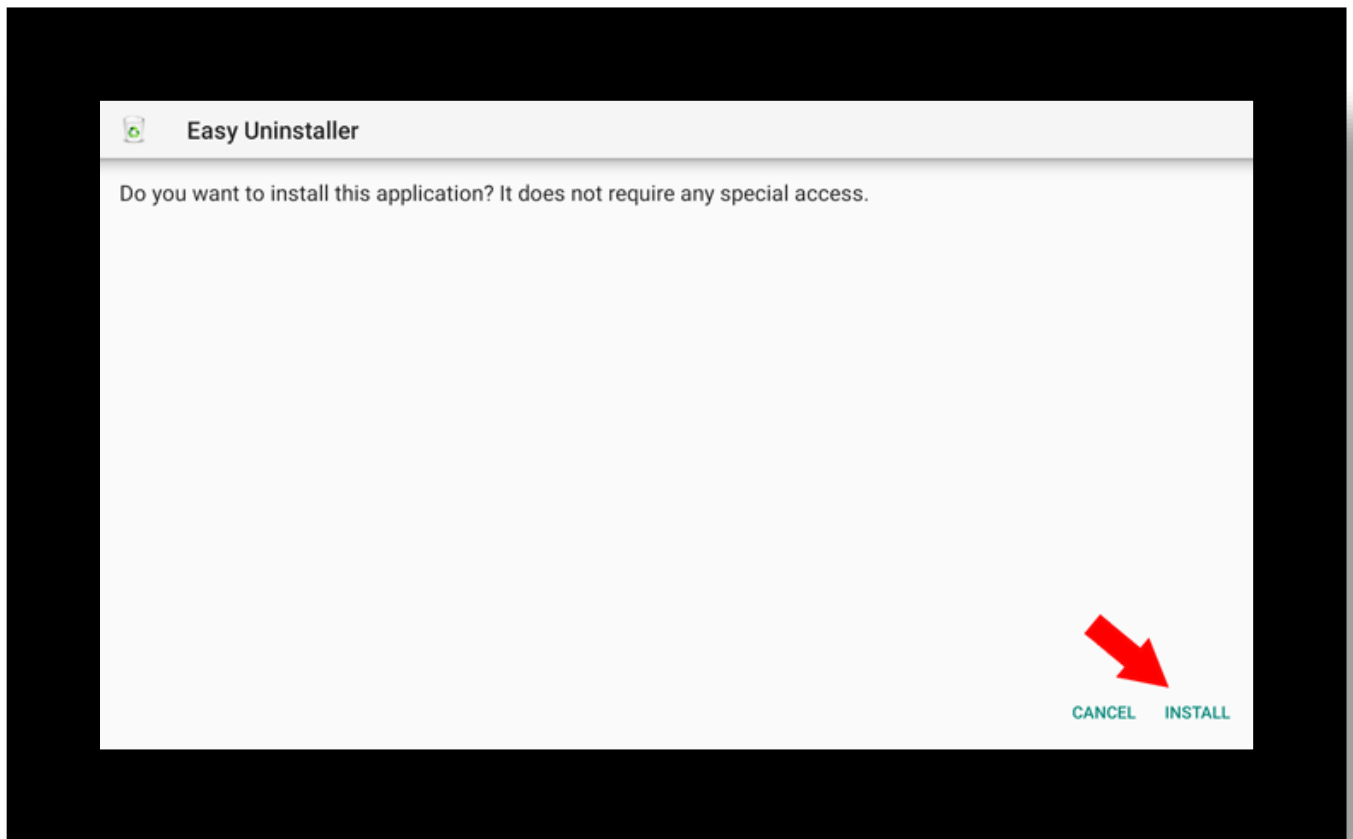 Easy Uninstaller
Do you want to install this application? It does not require any special access.
CANCEL INSTALL